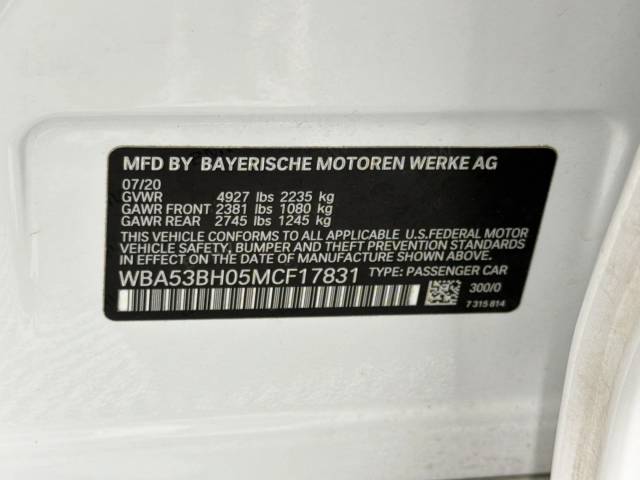 MFD BY BAYERISCHE MOTOREN WERKE AG
07/20
GVWR 4927 lbs 2235 kg
GAWR FRONT 2381 lbs 1080 kg
GAWR REAR 2745 lbs 1245 kg
THIS VEHICLE CONFORMS TO ALL APPLICABLE U.S.FEDERAL MOTOR
VEHICLE SAFETY, BUMPER AND THEFT PREVENTION STANDARDS
IN EFFECT ON THE DATE OF MANUFACTURE SHOWN ABOVE.
WBA53BH05MCF17831 TYPE: PASSENGER CAR
300/0
7 315 814